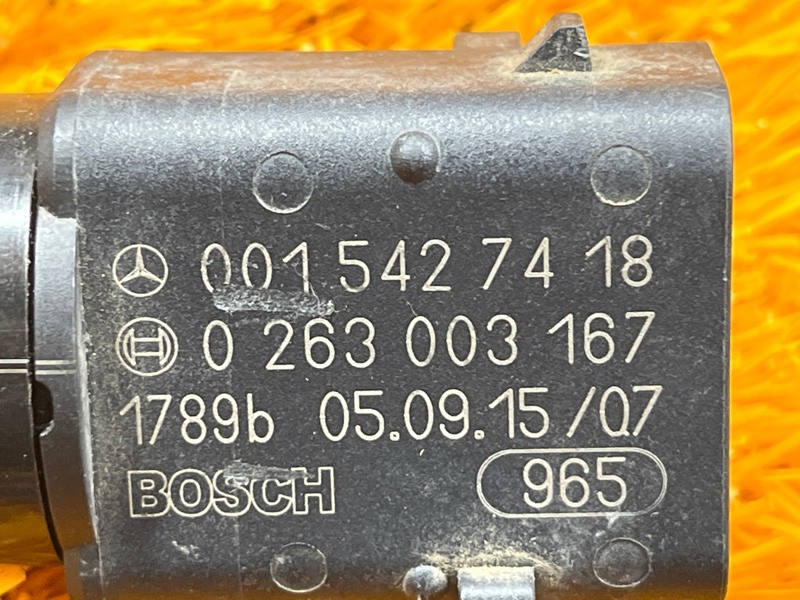 001 542 74 18
0 263 003 167
1789b 05.09.15/07
BOSCH 965